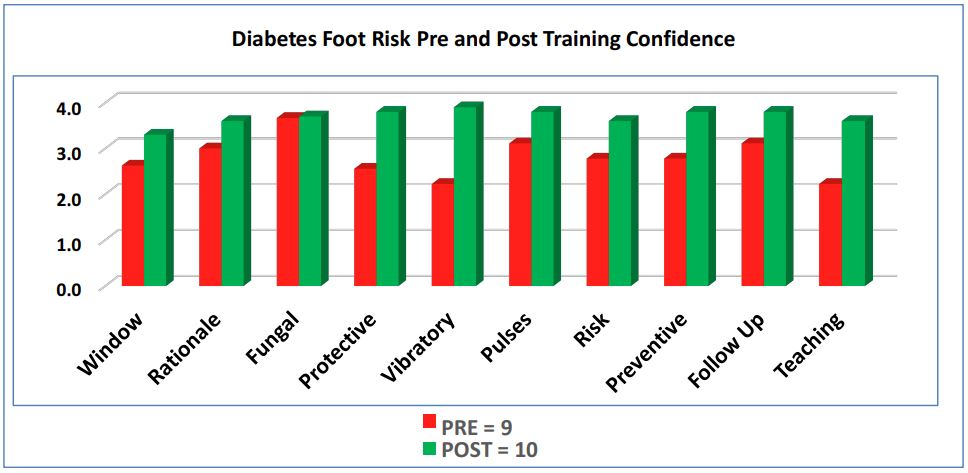 Diabetes Foot Risk Pre and Post Training Confidence
4.0
3.0
2.0
1.0
0.0
Window
Rationale
Fungal
Protective
Vibratory
Pulses
Risk
Preventive
Follow Up
Teaching
PRE = 9
POST = 10